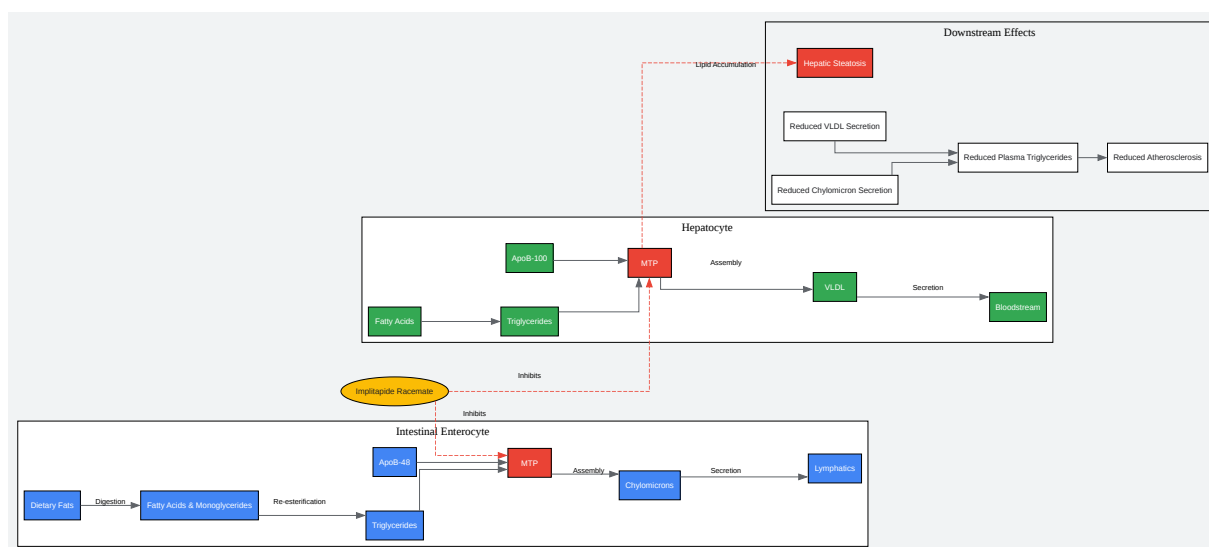 Downstream Effects
Lipid Accumulation
Hepatic Steatosis
Reduced VLDL Secretion
Reduced Plasma Triglycerides
Reduced Atherosclerosis
Reduced Chylomicron Secretion
Hepatocyte
ApoB-100
MTP
Assembly
VLDL
Secretion
Bloodstream
Fatty Acids
Triglycerides
Inhibits
Implitapide Racemate
Inhibits
Intestinal Enterocyte
ApoB-48
MTP
Assembly
Chylomicrons
Secretion
Lymphatics
Dietary Fats
Digestion
Fatty Acids & Monoglycerides
Re-esterification
Triglycerides